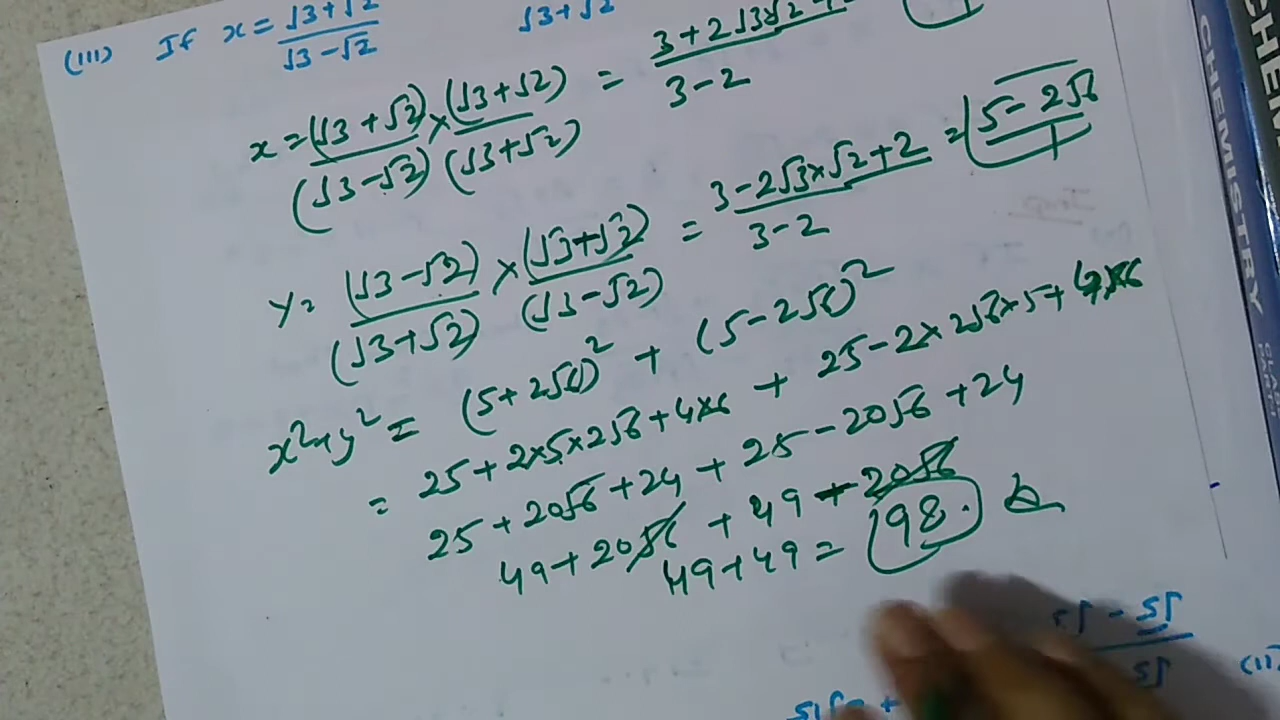 (III) If x = (√3+√2)/(√3-√2)
√3+√2
x = (√3+√2)/(√3-√2) × (√3+√2)/(√3+√2) = (3+2√3×√2+)/(3-2)
y = (√3-√2)/(√3+√2) × (√3+√2)/(√3-√2) = (3-2√3×√2+2)/(3-2) = (5-2√6)/1
x²+y² = (5+2√6)² + (5-2√6)²
= 25+2×5×2√6+4×6 + 25-2×2√6×5+4×6
25+20√6+24+25-20√6+24
49+20√6+49-20√6
49+49=98.
CHEMISTRY
CHEM
(II)